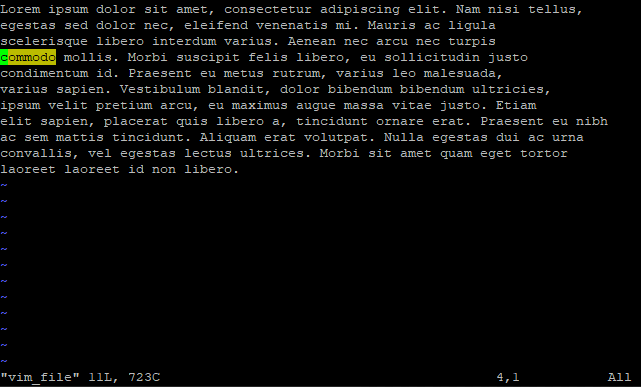 Lorem ipsum dolor sit amet, consectetur adipiscing elit. Nam nisi tellus,
egestas sed dolor nec, eleifend venenatis mi. Mauris ac ligula
scelerisque libero interdum varius. Aenean nec arcu nec turpis
commodo mollis. Morbi suscipit felis libero, eu sollicitudin justo
condimentum id. Praesent eu metus rutrum, varius leo malesuada,
varius sapien. Vestibulum blandit, dolor bibendum bibendum ultricies,
ipsum velit pretium arcu, eu maximus augue massa vitae justo. Etiam
elit sapien, placerat quis libero a, tincidunt ornare erat. Praesent eu nibh
ac sem mattis tincidunt. Aliquam erat volutpat. Nulla egestas dui ac urna
convallis, vel egestas lectus ultrices. Morbi sit amet quam eget tortor
laoreet laoreet id non libero.
~
~
~
~
~
~
~
~
~
~
~
~
"vim_file" 11L, 723C 4,1 All